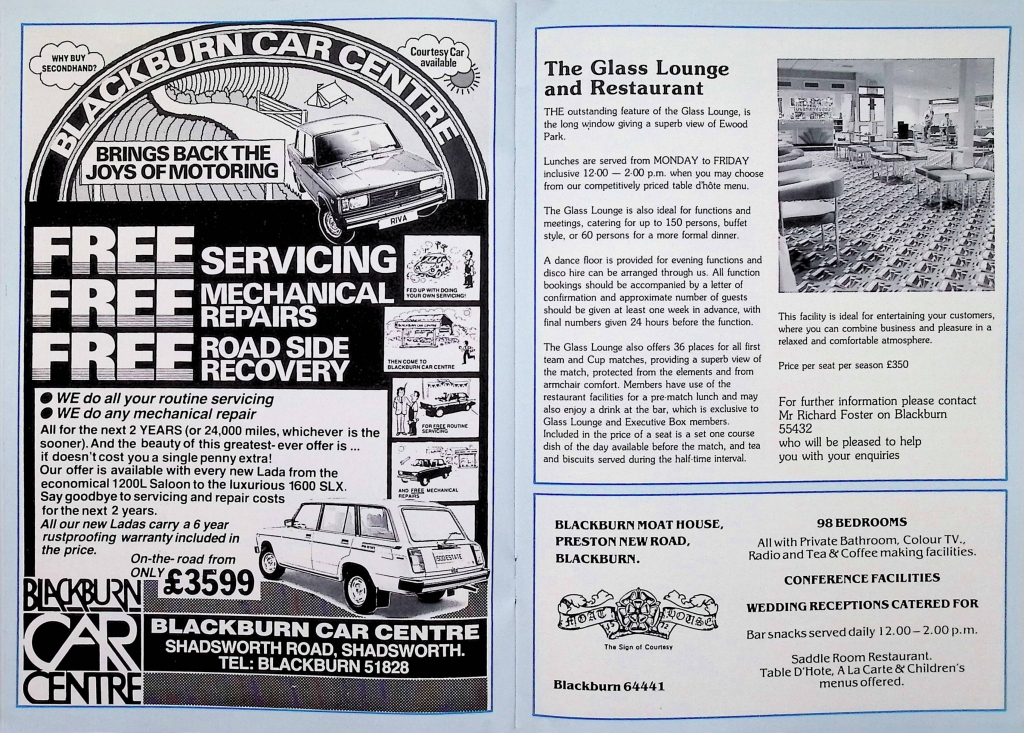 WHY BUY
SECONDHAND?
Courtesy Car
available
BLACKBURN CAR CENTRE
BRINGS BACK THE
JOYS OF MOTORING
RIVA
FREE SERVICING
FREE MECHANICAL
REPAIRS
FREE ROAD SIDE
RECOVERY
FED UP WITH DOING
YOUR OWN SERVICING!
BLACKBURN CAR CENTRE
THEN COME TO
BLACKBURN CAR CENTRE
FOR FREE ROUTINE
SERVICING
AND FREE MECHANICAL
REPAIRS
● WE do all your routine servicing
● WE do any mechanical repair
All for the next 2 YEARS (or 24,000 miles, whichever is the
sooner). And the beauty of this greatest-ever offer is ...
it doesn't cost you a single penny extra!
Our offer is available with every new Lada from the
economical 1200L Saloon to the luxurious 1600 SLX.
Say goodbye to servicing and repair costs
for the next 2 years.
All our new Ladas carry a 6 year
rustproofing warranty included in
the price.
On-the-road from
ONLY £3599
BLACKBURN
CAR
CENTRE
BLACKBURN CAR CENTRE
SHADSWORTH ROAD, SHADSWORTH.
TEL: BLACKBURN 51828
The Glass Lounge
and Restaurant
THE outstanding feature of the Glass Lounge, is
the long window giving a superb view of Ewood
Park.
Lunches are served from MONDAY to FRIDAY
inclusive 12·00 — 2·00 p.m. when you may choose
from our competitively priced table d'hôte menu.
The Glass Lounge is also ideal for functions and
meetings, catering for up to 150 persons, buffet
style, or 60 persons for a more formal dinner.
A dance floor is provided for evening functions and
disco hire can be arranged through us. All function
bookings should be accompanied by a letter of
confirmation and approximate number of guests
should be given at least one week in advance, with
final numbers given 24 hours before the function.
The Glass Lounge also offers 36 places for all first
team and Cup matches, providing a superb view of
the match, protected from the elements and from
armchair comfort. Members have use of the
restaurant facilities for a pre-match lunch and may
also enjoy a drink at the bar, which is exclusive to
Glass Lounge and Executive Box members.
Included in the price of a seat is a set one course
dish of the day available before the match, and tea
and biscuits served during the half-time interval.
This facility is ideal for entertaining your customers,
where you can combine business and pleasure in a
relaxed and comfortable atmosphere.
Price per seat per season £350
For further information please contact
Mr Richard Foster on Blackburn
55432
who will be pleased to help
you with your enquiries
BLACKBURN MOAT HOUSE,
PRESTON NEW ROAD,
BLACKBURN.
MOAT HOUSE
The Sign of Courtesy
Blackburn 64441
98 BEDROOMS
All with Private Bathroom, Colour TV.,
Radio and Tea & Coffee making facilities.
CONFERENCE FACILITIES
WEDDING RECEPTIONS CATERED FOR
Bar snacks served daily 12.00 – 2.00 p.m.
Saddle Room Restaurant.
Table D'Hote, A La Carte & Children's
menus offered.